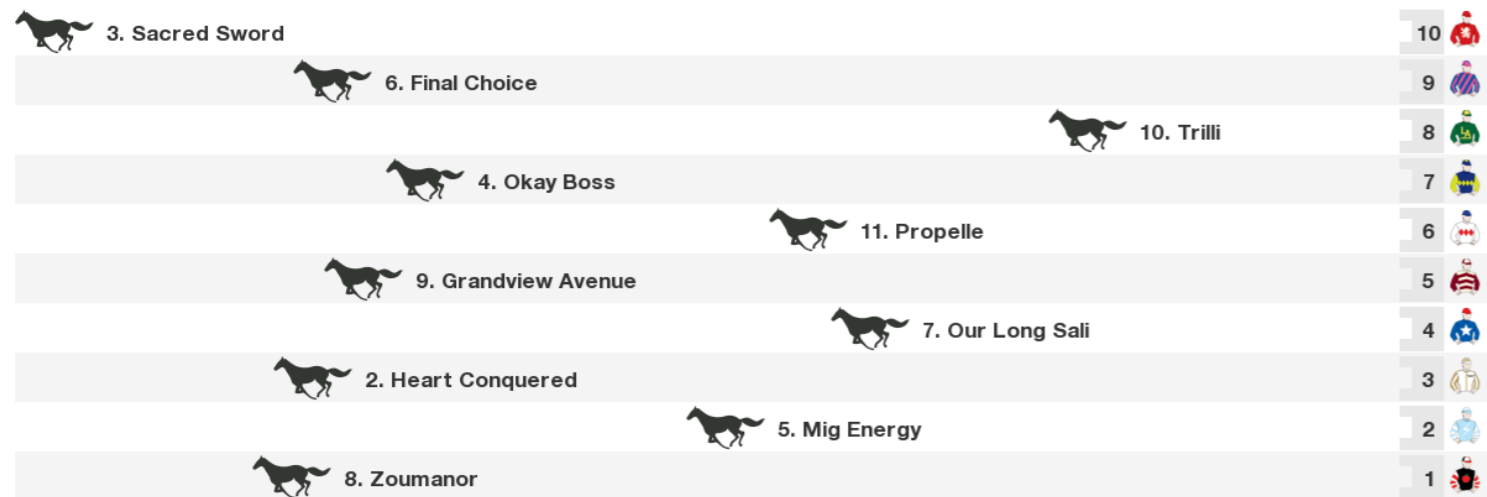 3. Sacred Sword 10
6. Final Choice 9
10. Trilli 8
4. Okay Boss 7
11. Propelle 6
9. Grandview Avenue 5
7. Our Long Sali 4
2. Heart Conquered 3
5. Mig Energy 2
8. Zoumanor 1